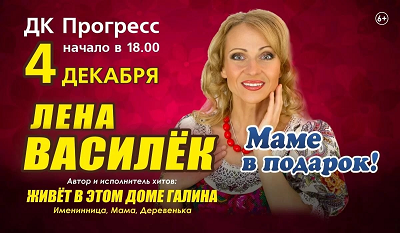 ДК Прогресс
начало в 18.00
4 ДЕКАБРЯ
6+
ЛЕНА
ВАСИЛЁК
Маме
в подарок!
Автор и исполнитель хитов:
ЖИВЁТ В ЭТОМ ДОМЕ ГАЛИНА
Именинница, Мама, Деревенька